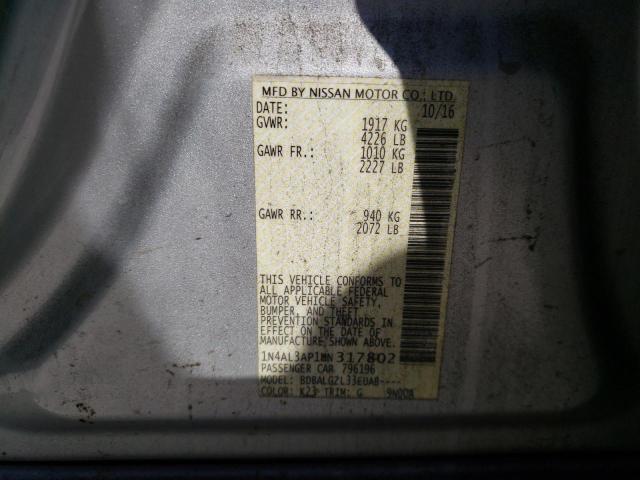 MFD BY NISSAN MOTOR CO., LTD.
DATE: 10/16
GVWR: 1917 KG
4226 LB
GAWR FR.: 1010 KG
2227 LB
GAWR RR.: 940 KG
2072 LB
THIS VEHICLE CONFORMS TO
ALL APPLICABLE FEDERAL
MOTOR VEHICLE SAFETY,
BUMPER, AND THEFT
PREVENTION STANDARDS IN
EFFECT ON THE DATE OF
MANUFACTURE SHOWN ABOVE.
317802
PASSENGER CAR 796196
MODEL:
COLOR: K23 TRIM: G